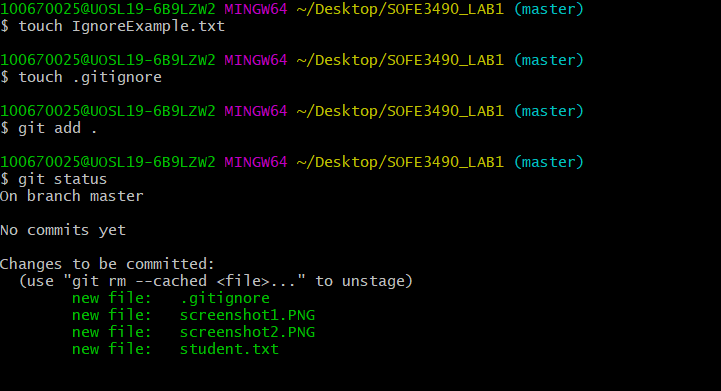 100670025@UOSL19-6B9LZW2 MINGW64 ~/Desktop/SOFE3490_LAB1 (master)
$ touch IgnoreExample.txt
100670025@UOSL19-6B9LZW2 MINGW64 ~/Desktop/SOFE3490_LAB1 (master)
$ touch .gitignore
100670025@UOSL19-6B9LZW2 MINGW64 ~/Desktop/SOFE3490_LAB1 (master)
$ git add .
100670025@UOSL19-6B9LZW2 MINGW64 ~/Desktop/SOFE3490_LAB1 (master)
$ git status
On branch master
No commits yet
Changes to be committed:
  (use "git rm --cached <file>..." to unstage)
        new file:   .gitignore
        new file:   screenshot1.PNG
        new file:   screenshot2.PNG
        new file:   student.txt